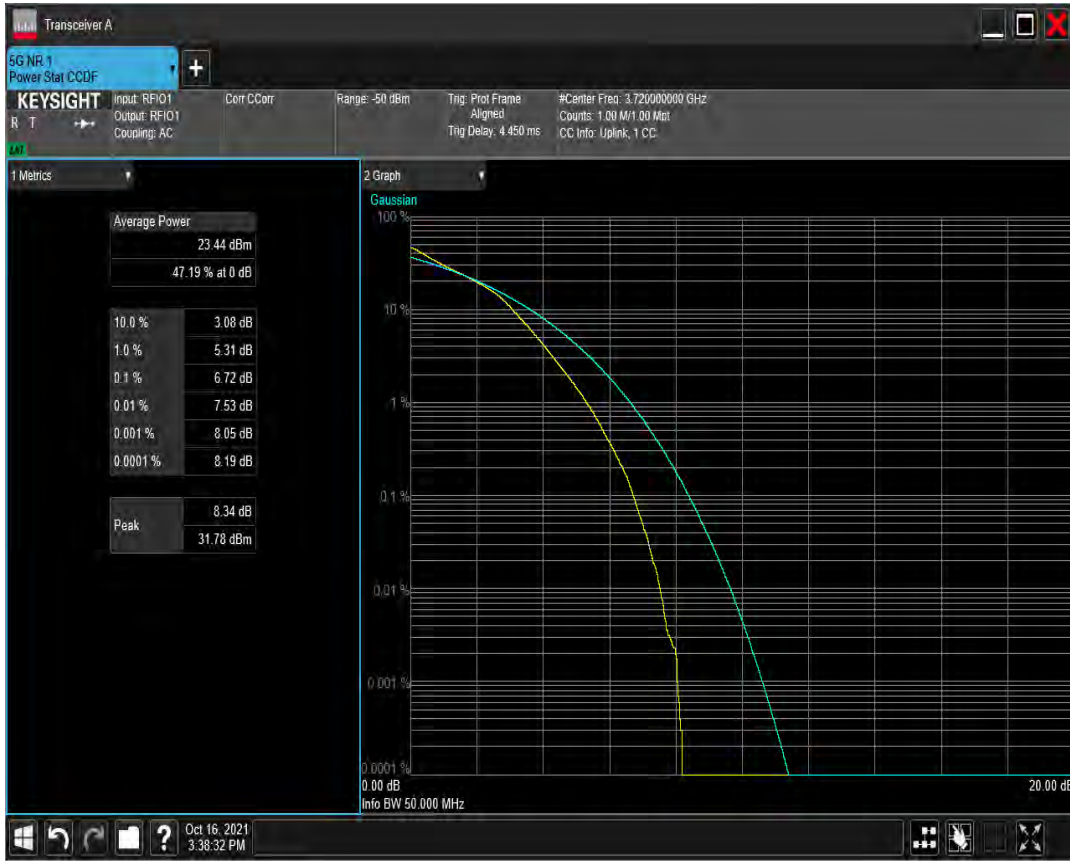 Transceiver A
5G NR 1
Power Stat CCDF
+
KEYSIGHT
R T
LXI
Input: RFIO1
Output: RFIO1
Coupling: AC
Corr CCorr
Range: -50 dBm
Trig: Prot Frame
Aligned
Trig Delay: 4.450 ms
#Center Freq: 3.720000000 GHz
Counts: 1.00 M/1.00 Mpt
CC Info: Uplink, 1 CC
1 Metrics
Average Power
23.44 dBm
47.19 % at 0 dB
10.0 % 3.08 dB
1.0 % 5.31 dB
0.1 % 6.72 dB
0.01 % 7.53 dB
0.001 % 8.05 dB
0.0001 % 8.19 dB
Peak
8.34 dB
31.78 dBm
2 Graph
Gaussian
100 %
10 %
1 %
0.1 %
0.01 %
0.001 %
0.0001 %
0.00 dB 20.00 dB
Info BW 50.000 MHz
?
Oct 16, 2021
3:38:32 PM